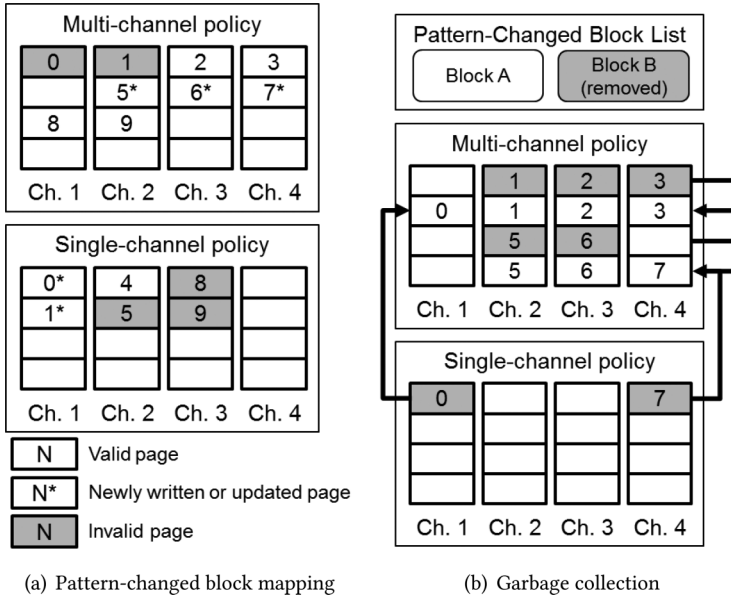 Multi-channel policy
0 1 2 3
5* 6* 7*
8 9
Ch. 1 Ch. 2 Ch. 3 Ch. 4
Single-channel policy
0* 4 8
1* 5 9
Ch. 1 Ch. 2 Ch. 3 Ch. 4
N Valid page
N* Newly written or updated page
N Invalid page
(a) Pattern-changed block mapping
Pattern-Changed Block List
Block A
Block B
(removed)
Multi-channel policy
1 2 3
0 1 2 3
5 6
5 6 7
Ch. 1 Ch. 2 Ch. 3 Ch. 4
Single-channel policy
0 7
Ch. 1 Ch. 2 Ch. 3 Ch. 4
(b) Garbage collection